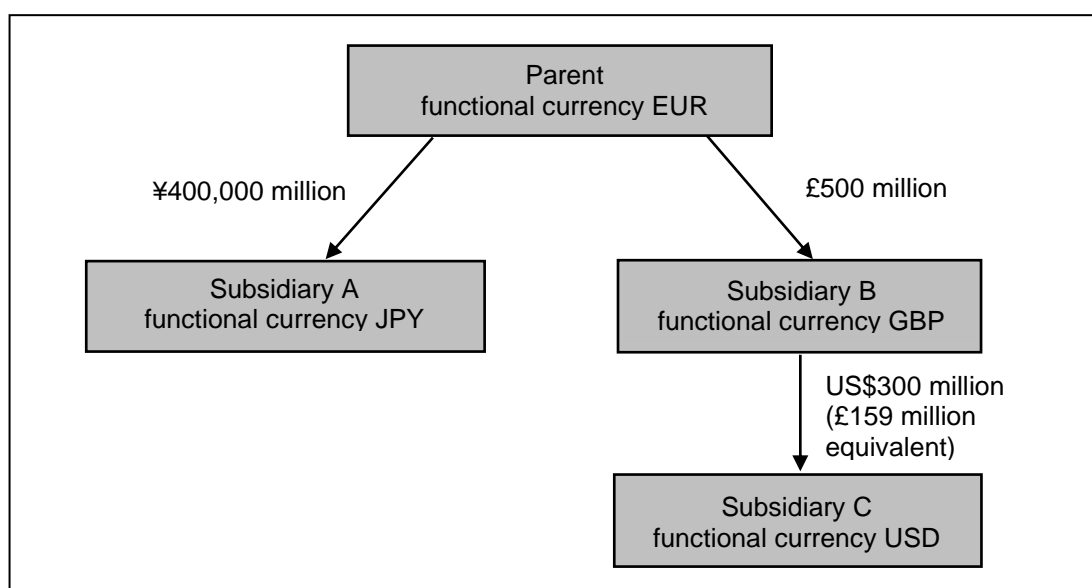 Parent
functional currency EUR
¥400,000 million
£500 million
Subsidiary A
functional currency JPY
Subsidiary B
functional currency GBP
US$300 million
(£159 million
equivalent)
Subsidiary C
functional currency USD